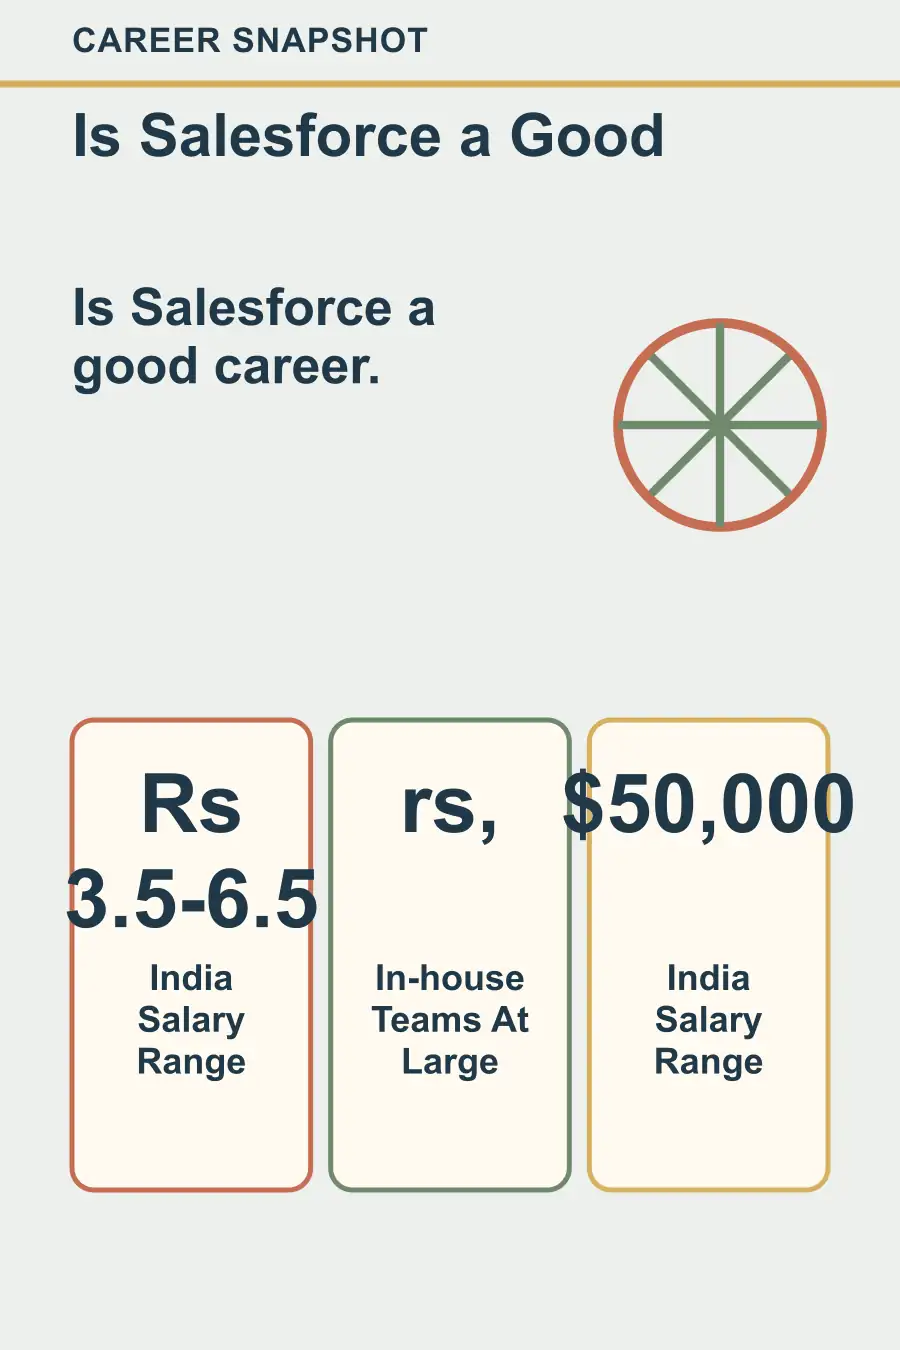 CAREER SNAPSHOT
Is Salesforce a Good
Is Salesforce a
good career.
Rs
3.5-6.5
India
Salary
Range
rs,
In-house
Teams At
Large
$50,000
India
Salary
Range